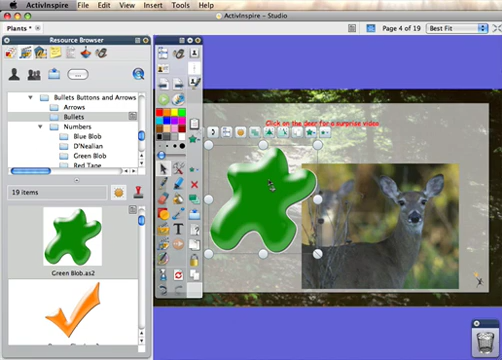 ActivInspire File Edit View Insert Tools Help
ActivInspire - Studio
Plants * Page 4 of 19 Best Fit
Resource Browser
Bullets Buttons and Arrows
Arrows
Bullets
Numbers
Blue Blob
D'Nealian
Green Blob
Red Tape
19 items
Green Blob.as2
Click on the deer for a surprise video.